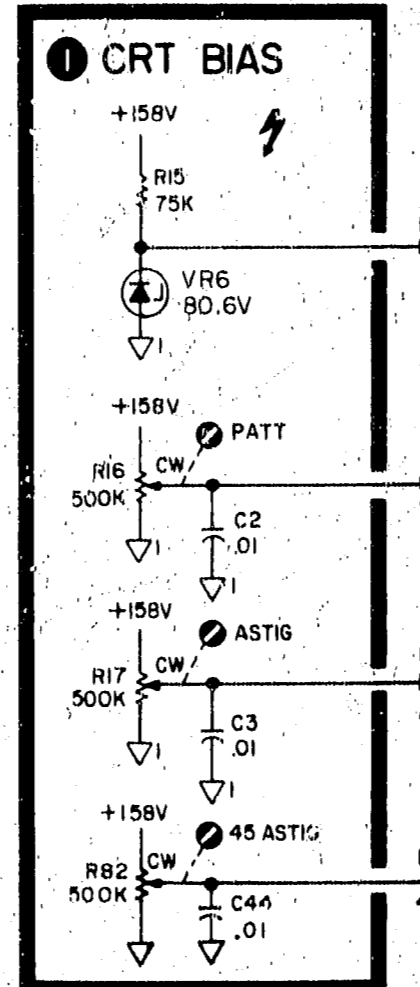 1 CRT BIAS
+158V
R15
75K
VR6
80.6V
1
+158V
PATT
R16
500K
CW
C2
.01
1
1
+158V
ASTIG
R17
500K
CW
C3
.01
1
1
+158V
45 ASTIG
R82
500K
CW
C44
.01